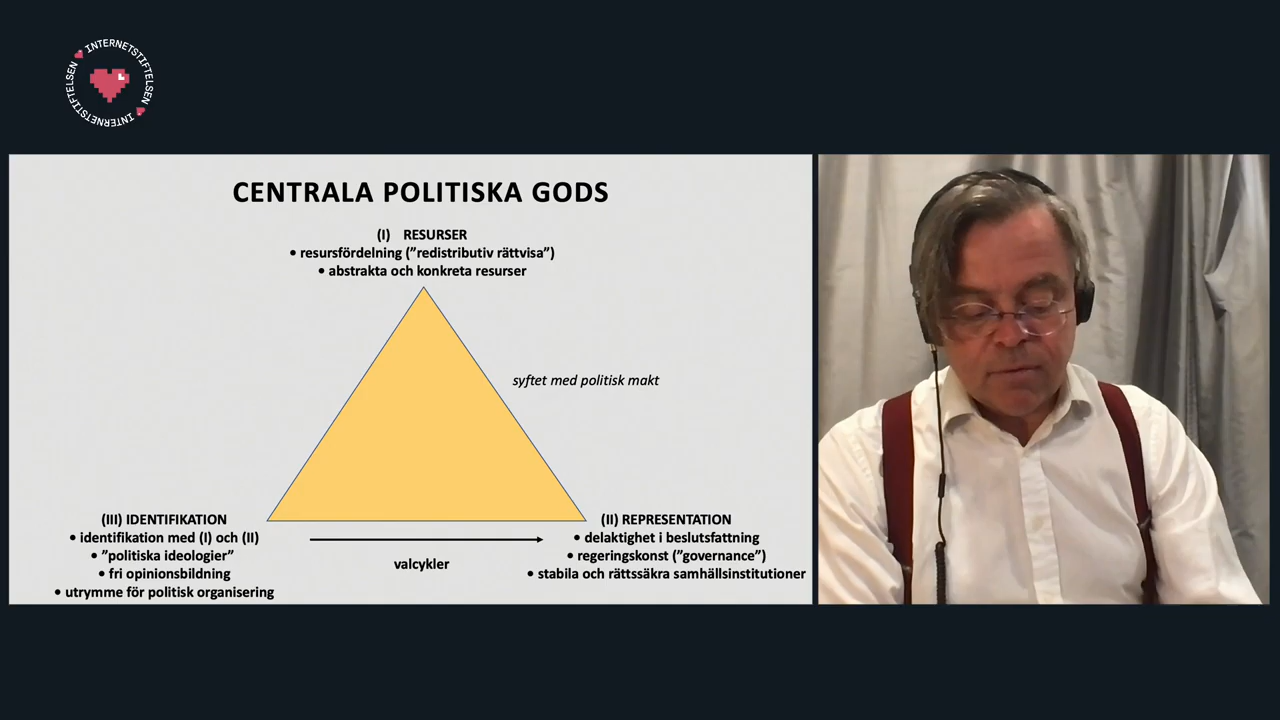 INTERNETSTIFTELSEN
INTERNETSTIFTELSEN
CENTRALA POLITISKA GODS
(I) RESURSER
• resursfördelning (”redistributiv rättvisa”)
• abstrakta och konkreta resurser
syftet med politisk makt
(III) IDENTIFIKATION
• identifikation med (I) och (II)
• ”politiska ideologier”
• fri opinionsbildning
• utrymme för politisk organisering
valcykler
(II) REPRESENTATION
• delaktighet i beslutsfattning
• regeringskonst (”governance”)
• stabila och rättssäkra samhällsinstitutioner